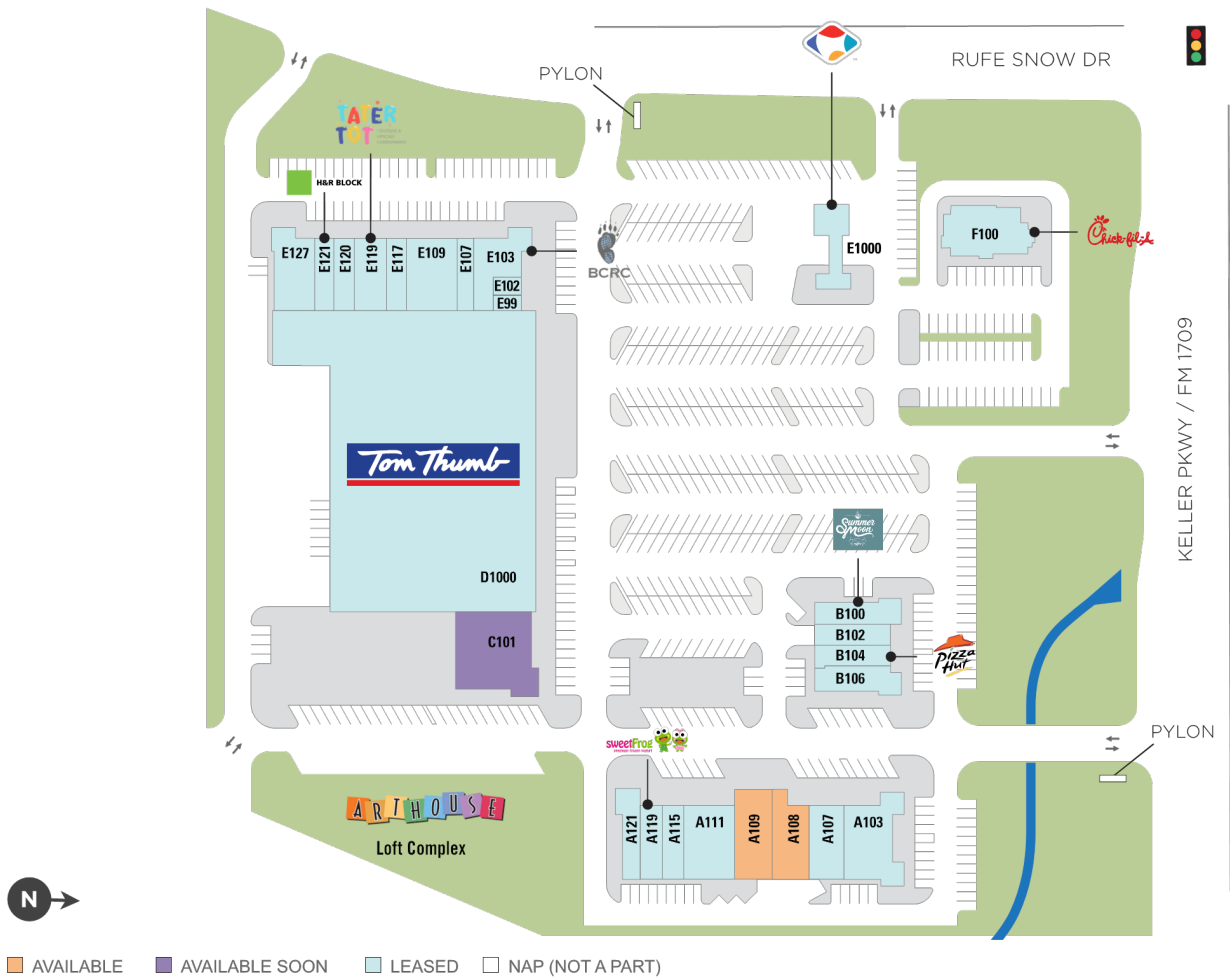 RUFE SNOW DR
PYLON
TATER
TOT
H&R BLOCK
BCRC
E127
E121
E120
E119
E117
E109
E107
E103
E102
E99
E1000
F100
Chick-fil-A
KELLER PKWY / FM 1709
Tom Thumb
D1000
C101
Summer
Moon
B100
B102
B104
B106
Pizza
Hut
PYLON
sweetFrog
A121
A119
A115
A111
A109
A108
A107
A103
ARTHOUSE
Loft Complex
N
AVAILABLE
AVAILABLE SOON
LEASED
NAP (NOT A PART)